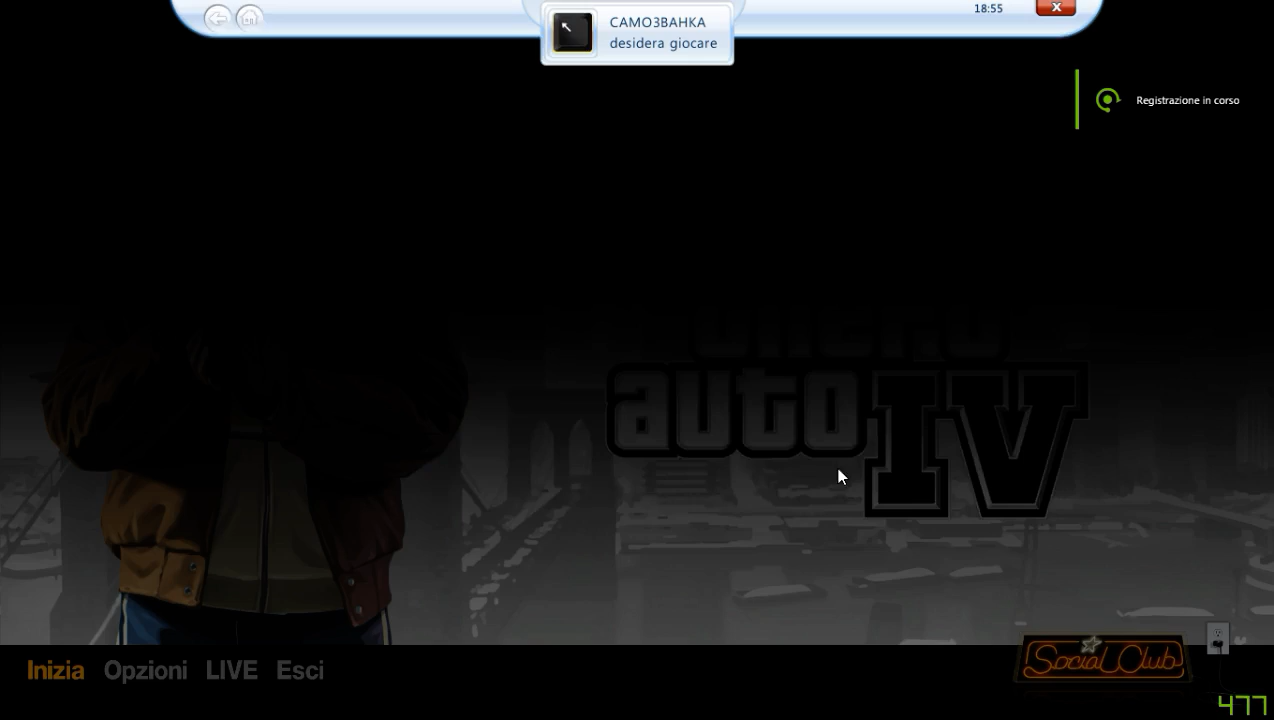 18:55
X
САМОЗВАНКА
desidera giocare
Registrazione in corso
auto IV
Inizia Opzioni LIVE Esci
Social Club
477